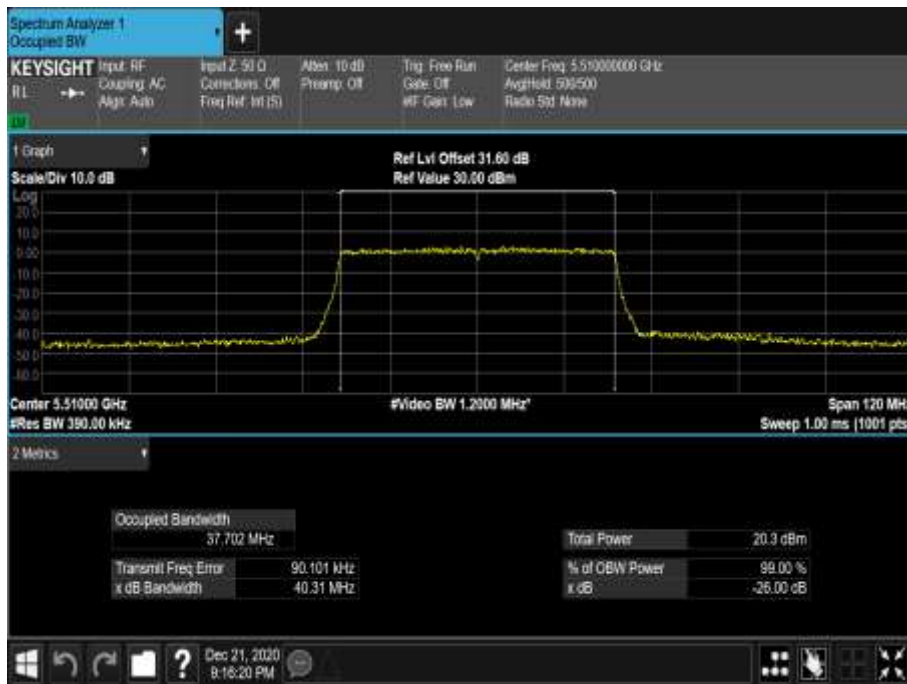 Spectrum Analyzer 1
Occupied BW
+
KEYSIGHT Input: RF Input Z: 50 Ω Atten: 10 dB Trig: Free Run Center Freq: 5.510000000 GHz
RL Coupling: AC Corrections: Off Preamp: Off Gate: Off Avg|Hold: 500/500
Align: Auto Freq Ref: Int (S) #IF Gain: Low Radio Std: None
1 Graph
Ref Lvl Offset 31.60 dB
Scale/Div 10.0 dB Ref Value 30.00 dBm
Log
20.0
10.0
0.00
-10.0
-20.0
-30.0
-40.0
-50.0
-60.0
Center 5.51000 GHz #Video BW 1.2000 MHz* Span 120 MH
#Res BW 390.00 kHz Sweep 1.00 ms (1001 pts
2 Metrics
Occupied Bandwidth
37.702 MHz Total Power 20.3 dBm
Transmit Freq Error 90.101 kHz % of OBW Power 99.00 %
x dB Bandwidth 40.31 MHz x dB -26.00 dB
? Dec 21, 2020
9:16:20 PM